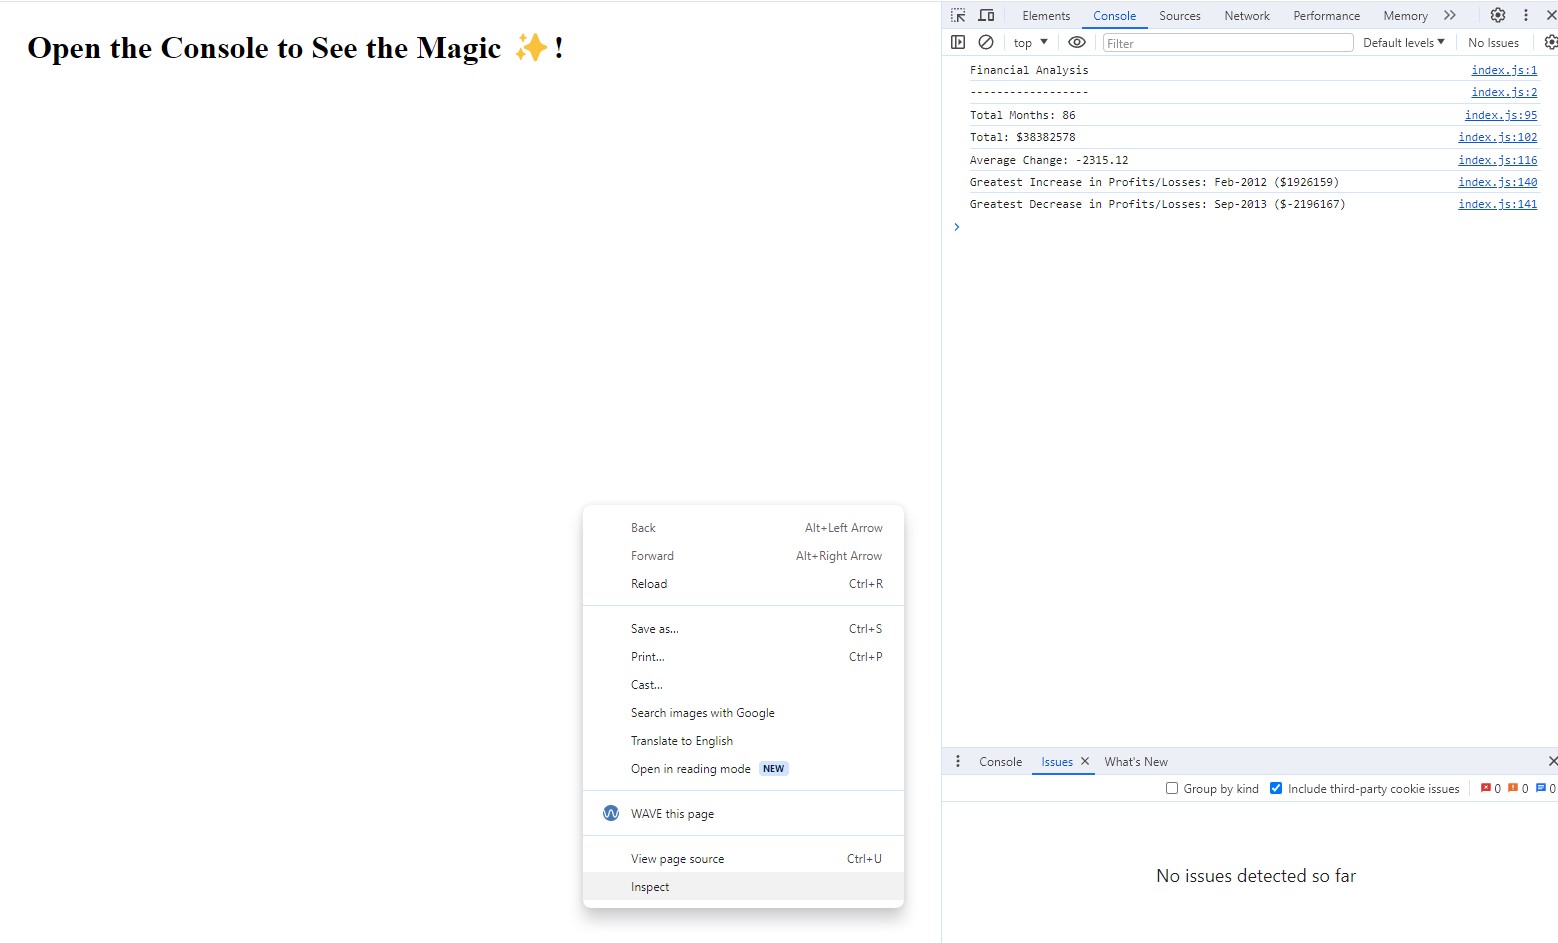 Open the Console to See the Magic ✨!
Back Alt+Left Arrow
Forward Alt+Right Arrow
Reload Ctrl+R
Save as... Ctrl+S
Print... Ctrl+P
Cast...
Search images with Google
Translate to English
Open in reading mode NEW
WAVE this page
View page source Ctrl+U
Inspect
Elements Console Sources Network Performance Memory
top Filter Default levels No Issues
Financial Analysis index.js:1
------------------ index.js:2
Total Months: 86 index.js:95
Total: $38382578 index.js:102
Average Change: -2315.12 index.js:116
Greatest Increase in Profits/Losses: Feb-2012 ($1926159) index.js:140
Greatest Decrease in Profits/Losses: Sep-2013 ($-2196167) index.js:141
Console Issues What's New
Group by kind Include third-party cookie issues 0 0 0
No issues detected so far